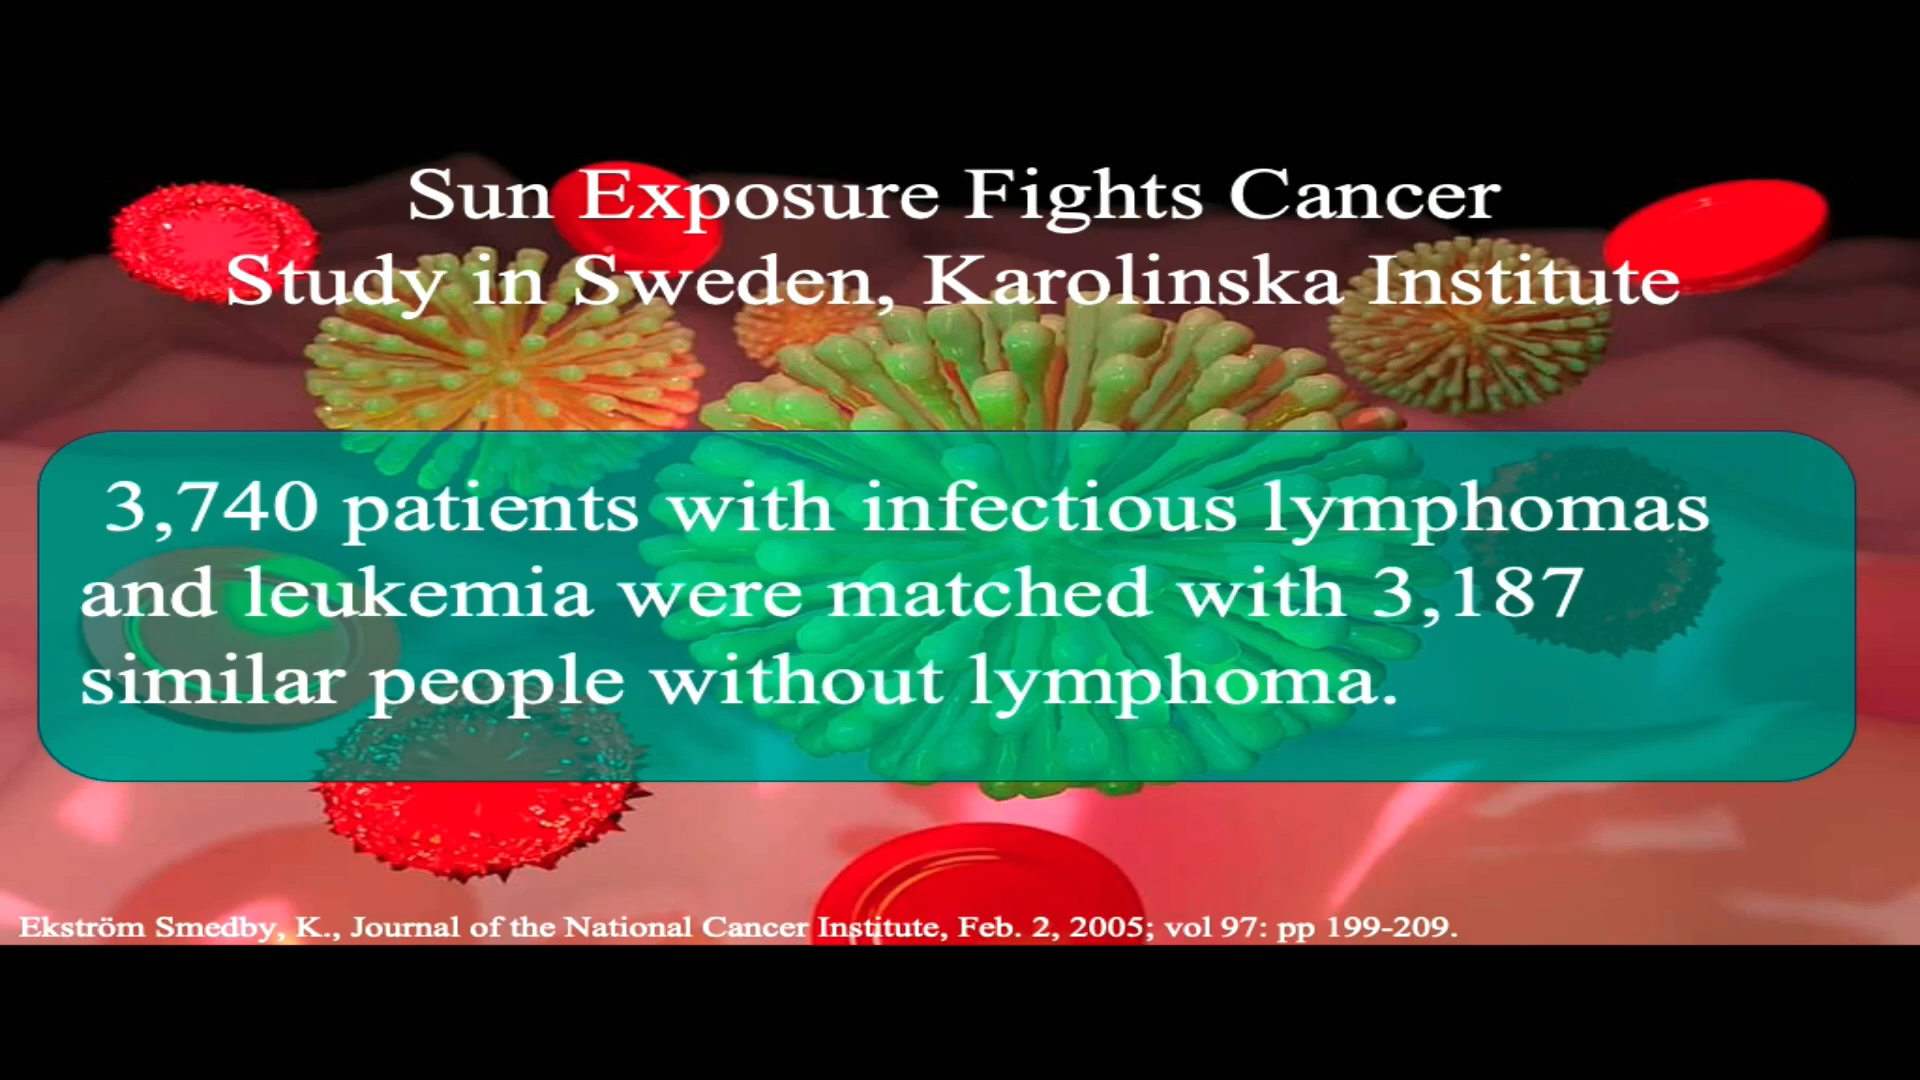 Sun Exposure Fights Cancer
Study in Sweden, Karolinska Institute
3,740 patients with infectious lymphomas
and leukemia were matched with 3,187
similar people without lymphoma.
Ekström Smedby, K., Journal of the National Cancer Institute, Feb. 2, 2005; vol 97: pp 199-209.